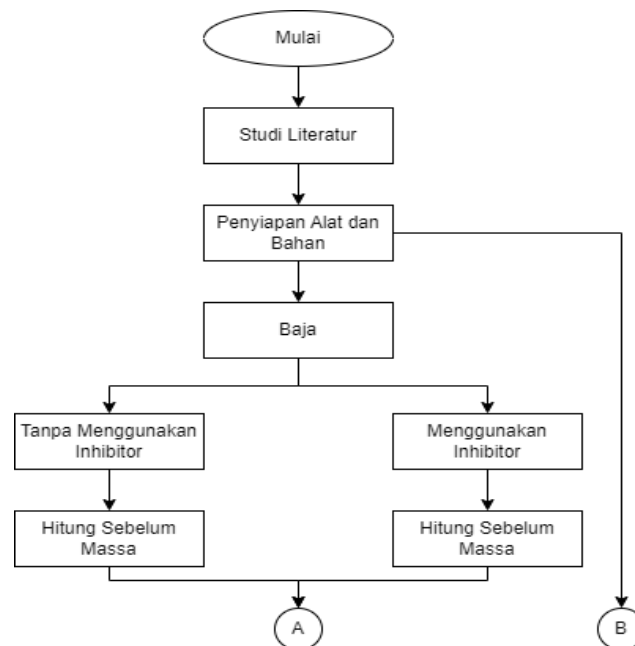 Mulai
Studi Literatur
Penyiapan Alat dan
Bahan
Baja
Tanpa Menggunakan
Inhibitor
Menggunakan
Inhibitor
Hitung Sebelum
Massa
Hitung Sebelum
Massa
A
B